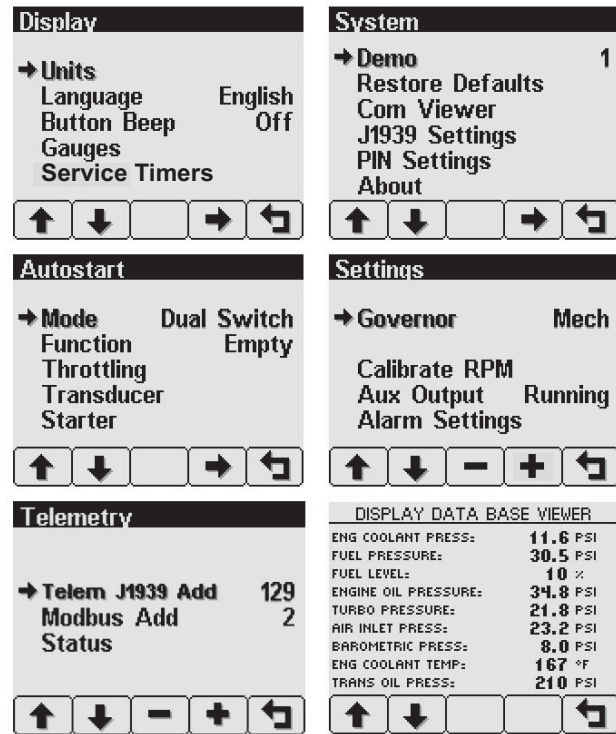 Display
Units
Language English
Button Beep Off
Gauges
Service Timers
System
Demo 1
Restore Defaults
Com Viewer
J1939 Settings
PIN Settings
About
Autostart
Mode Dual Switch
Function Empty
Throttling
Transducer
Starter
Settings
Governor Mech
Calibrate RPM
Aux Output Running
Alarm Settings
Telemetry
Telem J1939 Add 129
Modbus Add 2
Status
DISPLAY DATA BASE VIEWER
ENG COOLANT PRESS: 11.6 PSI
FUEL PRESSURE: 30.5 PSI
FUEL LEVEL: 10 %
ENGINE OIL PRESSURE: 34.8 PSI
TURBO PRESSURE: 21.8 PSI
AIR INLET PRESS: 23.2 PSI
BAROMETRIC PRESS: 8.0 PSI
ENG COOLANT TEMP: 167 °F
TRANS OIL PRESS: 210 PSI